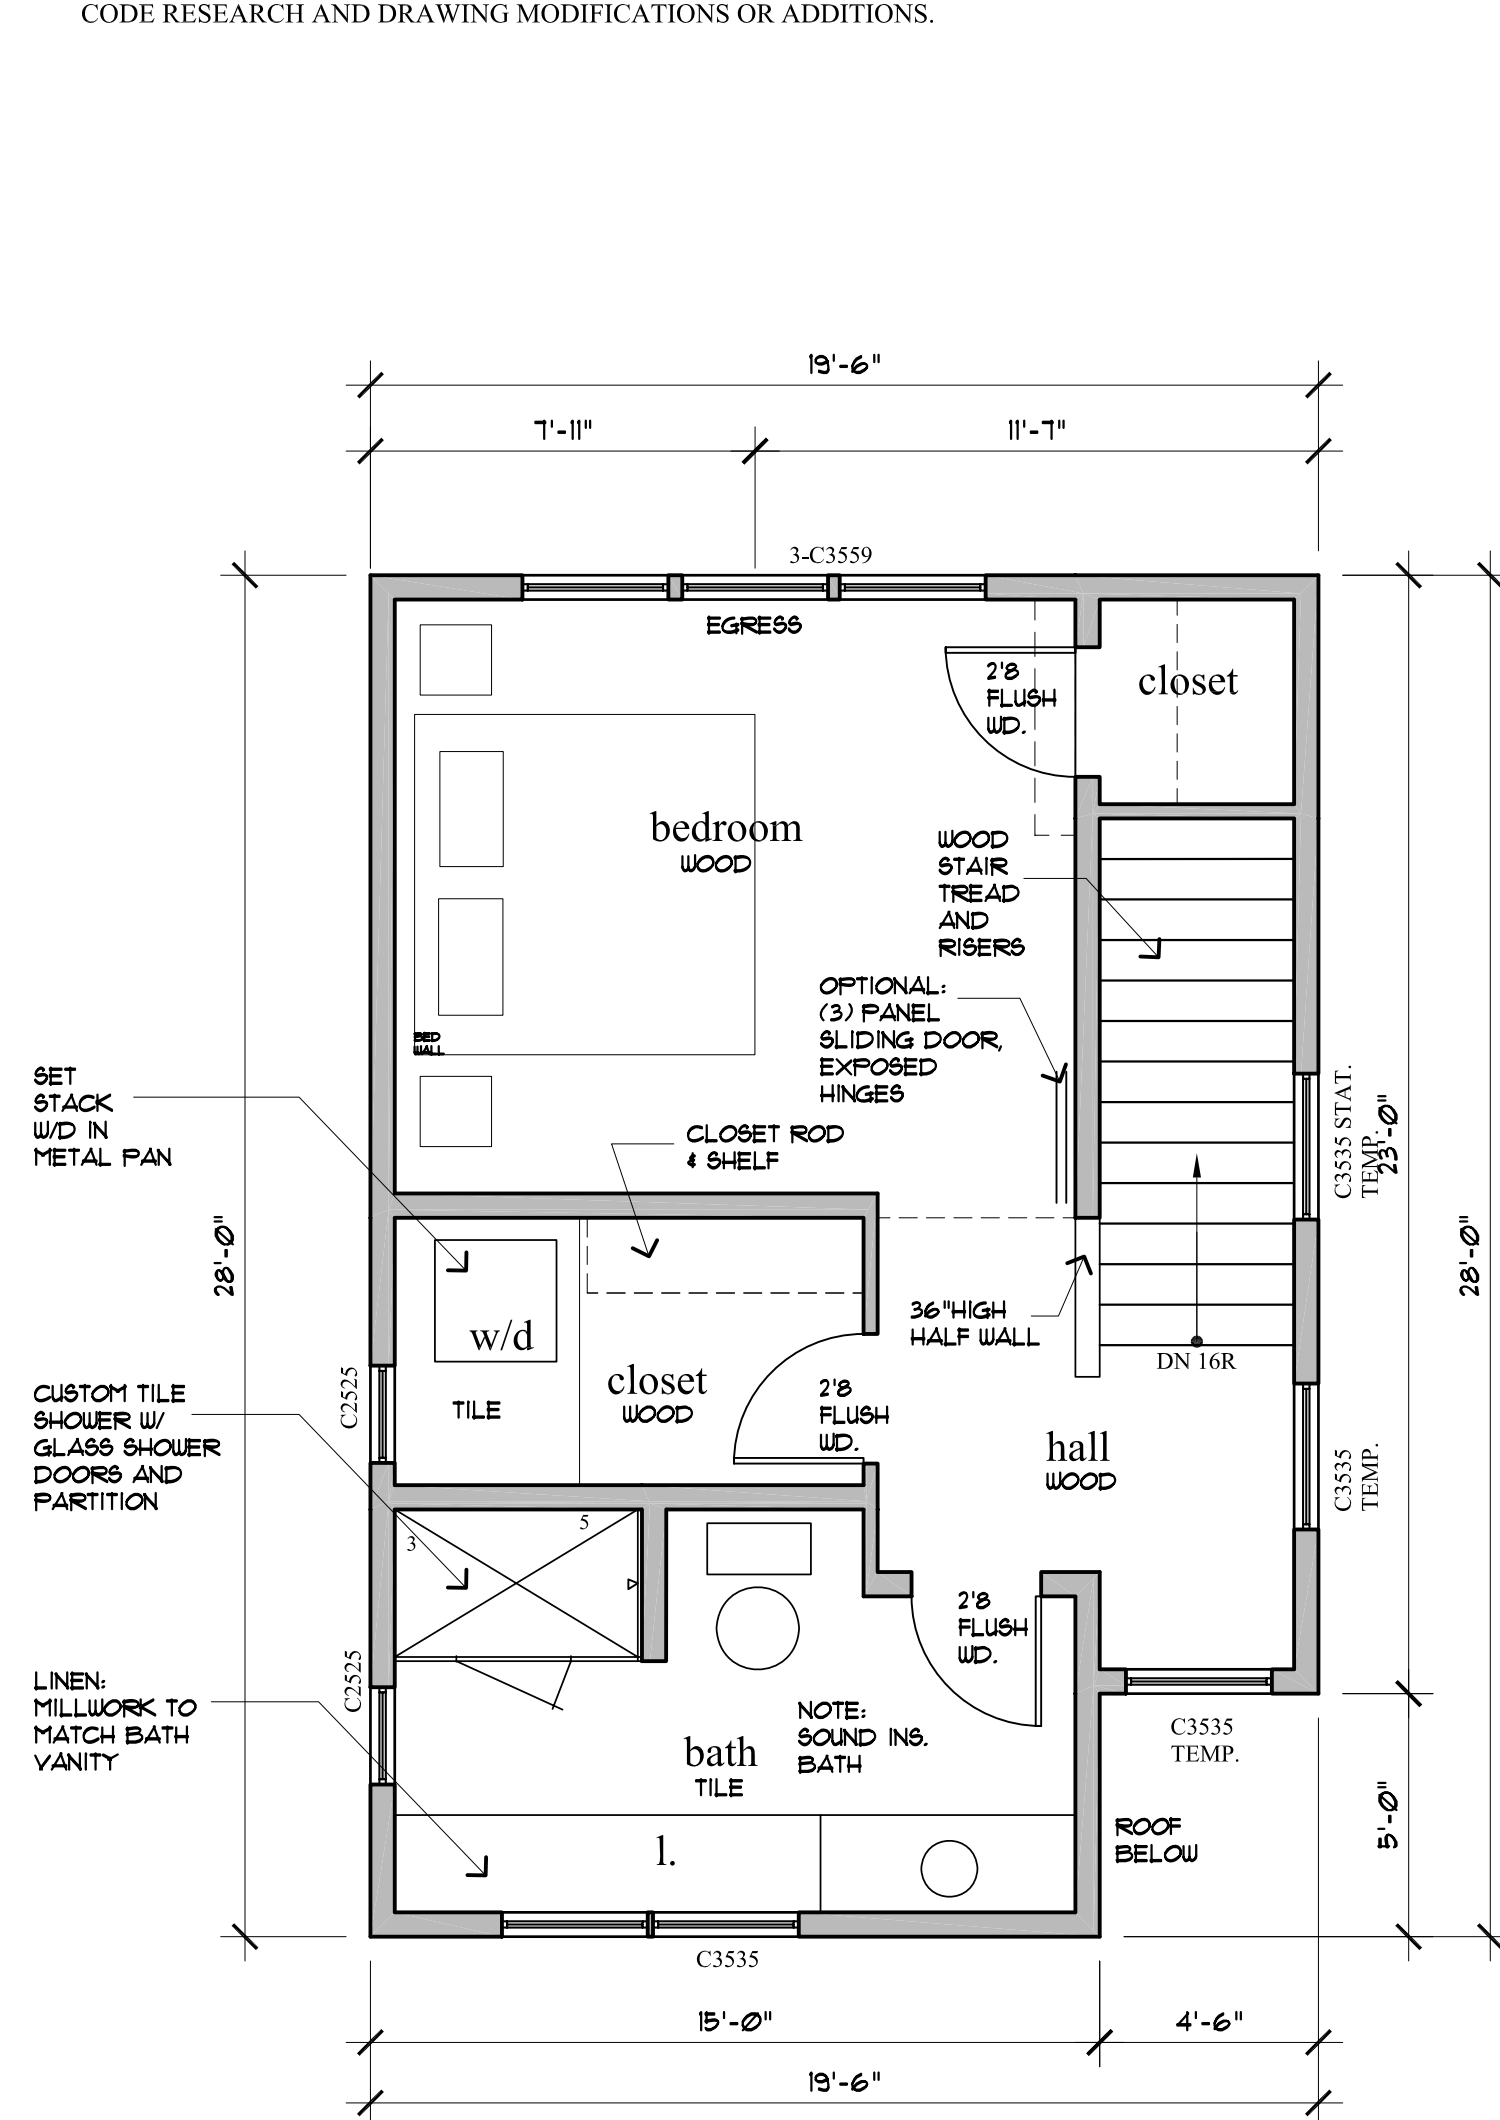 CODE RESEARCH AND DRAWING MODIFICATIONS OR ADDITIONS.
19'-6"
7'-11"
11'-7"
3-C3559
EGRESS
2'8
FLUSH
WD.
closet
bedroom
WOOD
WOOD
STAIR
TREAD
AND
RISERS
OPTIONAL:
(3) PANEL
SLIDING DOOR,
EXPOSED
HINGES
BED
WALL
SET
STACK
W/D IN
METAL PAN
CLOSET ROD
& SHELF
C3535 STAT.
TEMP.
23'-0"
28'-0"
28'-0"
36"HIGH
HALF WALL
w/d
DN 16R
closet
WOOD
TILE
2'8
FLUSH
WD.
C2525
CUSTOM TILE
SHOWER W/
GLASS SHOWER
DOORS AND
PARTITION
hall
WOOD
C3535
TEMP.
5
3
2'8
FLUSH
WD.
C2525
LINEN:
MILLWORK TO
MATCH BATH
VANITY
NOTE:
SOUND INS.
BATH
bath
TILE
C3535
TEMP.
ROOF
BELOW
5'-0"
l.
C3535
15'-0"
4'-6"
19'-6"